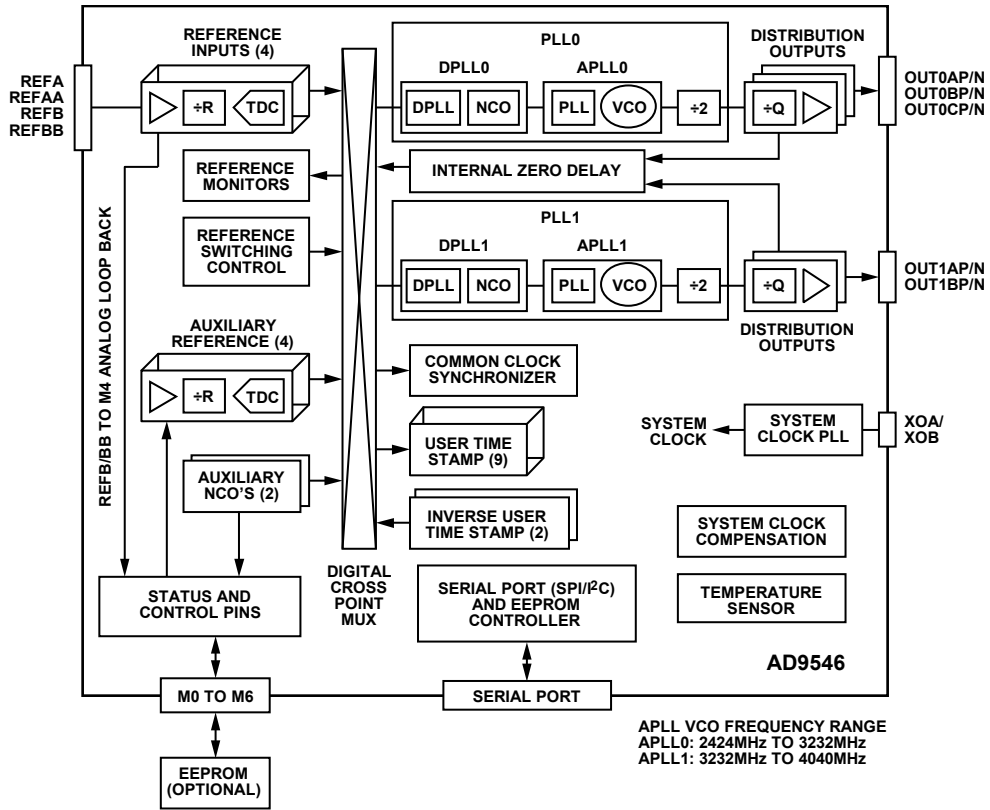 REFERENCE
INPUTS (4)
REFA
REFAA
REFB
REFBB
÷R
TDC
PLL0
DPLL0
APLL0
DPLL
NCO
PLL
VCO
÷2
DISTRIBUTION
OUTPUTS
÷Q
OUT0AP/N
OUT0BP/N
OUT0CP/N
REFERENCE
MONITORS
INTERNAL ZERO DELAY
REFERENCE
SWITCHING
CONTROL
PLL1
DPLL1
APLL1
DPLL
NCO
PLL
VCO
÷2
÷Q
DISTRIBUTION
OUTPUTS
OUT1AP/N
OUT1BP/N
REFB/BB TO M4 ANALOG LOOP BACK
AUXILIARY
REFERENCE (4)
÷R
TDC
COMMON CLOCK
SYNCHRONIZER
USER TIME
STAMP (9)
SYSTEM
CLOCK
SYSTEM
CLOCK PLL
XOA/
XOB
AUXILIARY
NCO'S (2)
INVERSE USER
TIME STAMP (2)
SYSTEM CLOCK
COMPENSATION
DIGITAL
CROSS
POINT
MUX
STATUS AND
CONTROL PINS
SERIAL PORT (SPI/I²C)
AND EEPROM
CONTROLLER
TEMPERATURE
SENSOR
AD9546
M0 TO M6
SERIAL PORT
EEPROM
(OPTIONAL)
APLL VCO FREQUENCY RANGE
APLL0: 2424MHz TO 3232MHz
APLL1: 3232MHz TO 4040MHz